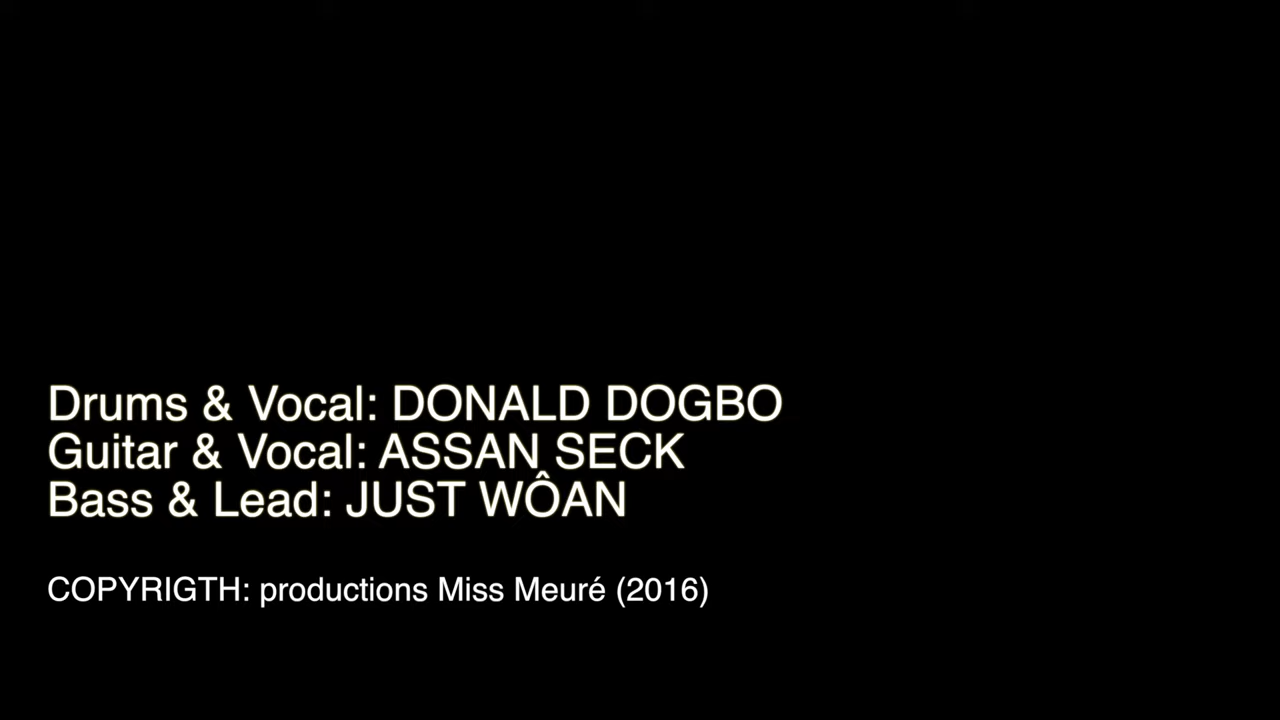 Drums & Vocal: DONALD DOGBO
Guitar & Vocal: ASSAN SECK
Bass & Lead: JUST WÔAN
COPYRIGTH: productions Miss Meuré (2016)